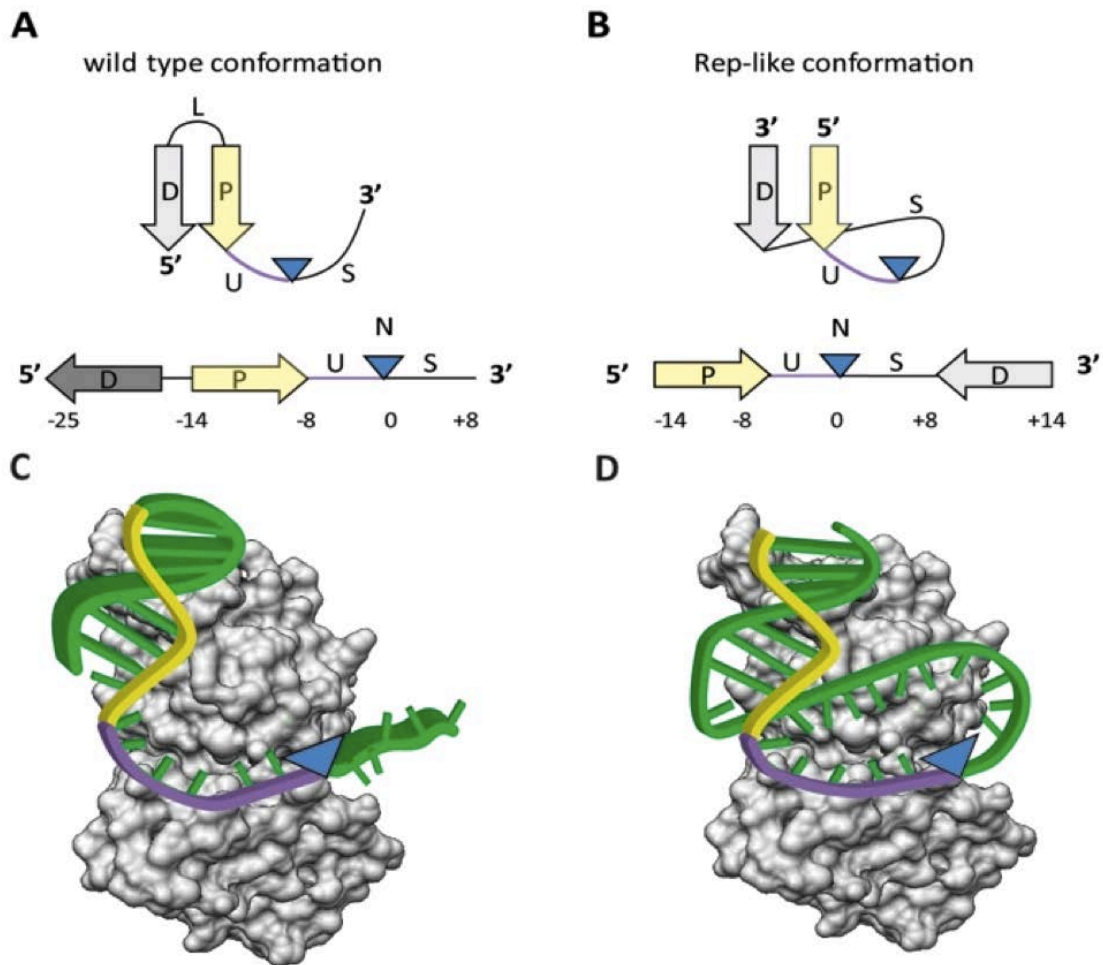 A
wild type conformation
L
D
P
3’
5’
U
S
N
5’
D
P
U
S
3’
-25
-14
-8
0
+8
B
Rep-like conformation
3’
5’
D
P
S
U
N
5’
P
U
S
D
3’
-14
-8
0
+8
+14
C
D